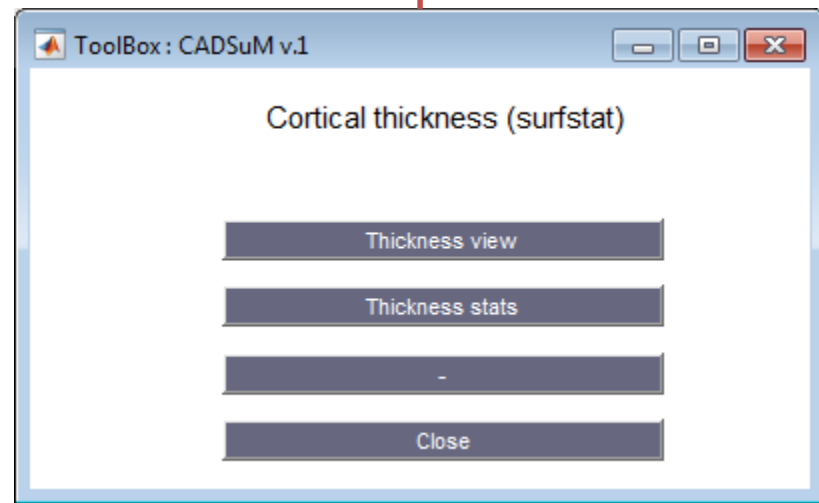 ToolBox : CADSuM v.1
Cortical thickness (surfstat)
Thickness view
Thickness stats
-
Close